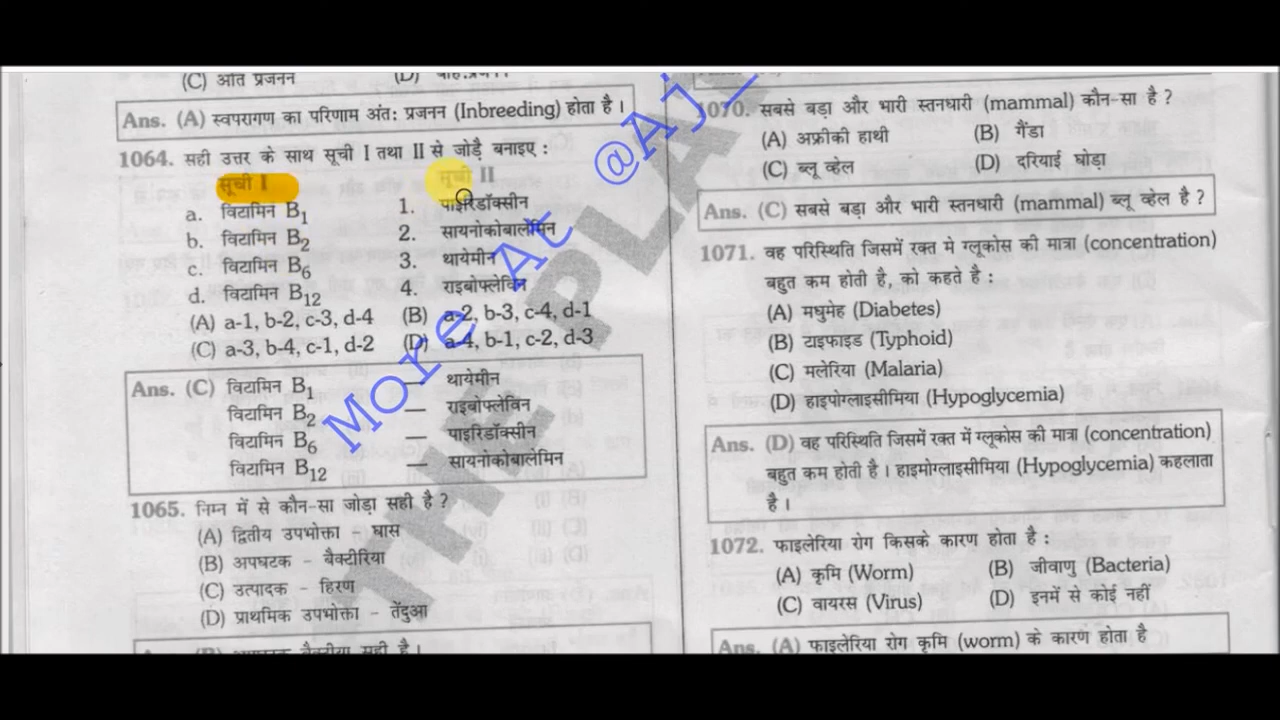 (C) आंत प्रजनन (D)
Ans. (A) स्वपरागण का परिणाम अंत: प्रजनन (Inbreeding) होता है।
1064. सही उत्तर के साथ सूची I तथा II से जोड़ै बनाइए :
सूची I सूची II
a. विटामिन B1 1. पाइरिडॉक्सीन
b. विटामिन B2 2. सायनोकोबालेमिन
c. विटामिन B6 3. थायेमीन
d. विटामिन B12 4. राइबोफ्लेविन
(A) a-1, b-2, c-3, d-4 (B) a-2, b-3, c-4, d-1
(C) a-3, b-4, c-1, d-2 (D) a-4, b-1, c-2, d-3
Ans. (C) विटामिन B1 — थायेमीन
विटामिन B2 — राइबोफ्लेविन
विटामिन B6 — पाइरिडॉक्सीन
विटामिन B12 — सायनोकोबालेमिन
1065. निम्न में से कौन-सा जोड़ा सही है ?
(A) द्वितीय उपभोक्ता - घास
(B) अपघटक - बैक्टीरिया
(C) उत्पादक - हिरण
(D) प्राथमिक उपभोक्ता - तेंदुआ
Ans. (B) अपघटक बैक्टीरिया सही है।
1070. सबसे बड़ा और भारी स्तनधारी (mammal) कौन-सा है ?
(A) अफ्रीकी हाथी (B) गैंडा
(C) ब्लू व्हेल (D) दरियाई घोड़ा
Ans. (C) सबसे बड़ा और भारी स्तनधारी (mammal) ब्लू व्हेल है ?
1071. वह परिस्थिति जिसमें रक्त मे ग्लूकोस की मात्रा (concentration)
बहुत कम होती है, को कहते है :
(A) मधुमेह (Diabetes)
(B) टाइफाइड (Typhoid)
(C) मलेरिया (Malaria)
(D) हाइपोग्लाइसीमिया (Hypoglycemia)
Ans. (D) वह परिस्थिति जिसमें रक्त में ग्लूकोस की मात्रा (concentration)
बहुत कम होती है। हाइमोग्लाइसीमिया (Hypoglycemia) कहलाता
है।
1072. फाइलेरिया रोग किसके कारण होता है :
(A) कृमि (Worm) (B) जीवाणु (Bacteria)
(C) वायरस (Virus) (D) इनमें से कोई नहीं
Ans. (A) फाइलेरिया रोग कृमि (worm) के कारण होता है
More At @Aj